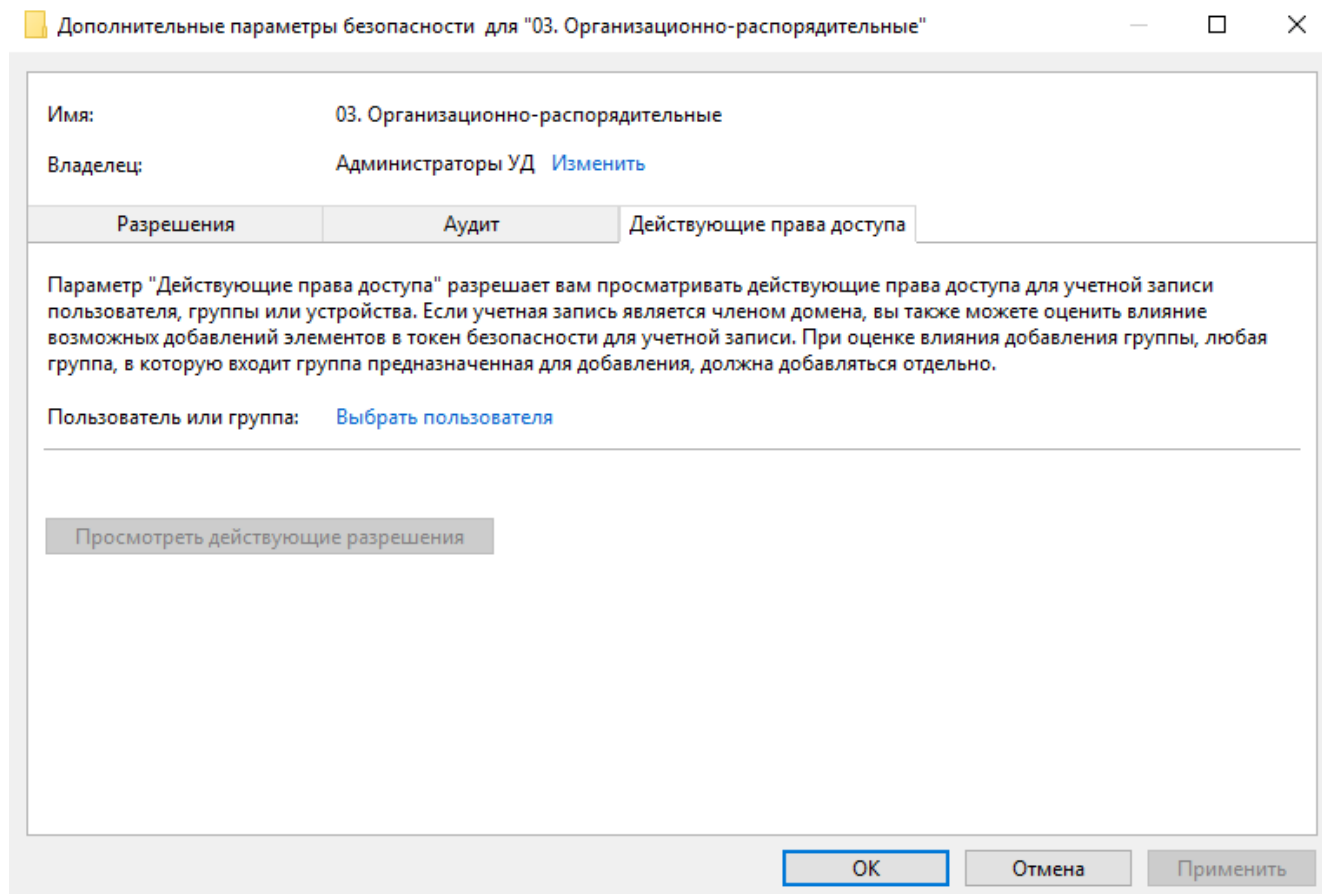 Дополнительные параметры безопасности для "03. Организационно-распорядительные"
Имя: 03. Организационно-распорядительные
Владелец: Администраторы УД Изменить
Разрешения Аудит Действующие права доступа
Параметр "Действующие права доступа" разрешает вам просматривать действующие права доступа для учетной записи
пользователя, группы или устройства. Если учетная запись является членом домена, вы также можете оценить влияние
возможных добавлений элементов в токен безопасности для учетной записи. При оценке влияния добавления группы, любая
группа, в которую входит группа предназначенная для добавления, должна добавляться отдельно.
Пользователь или группа: Выбрать пользователя
Просмотреть действующие разрешения
ОК Отмена Применить